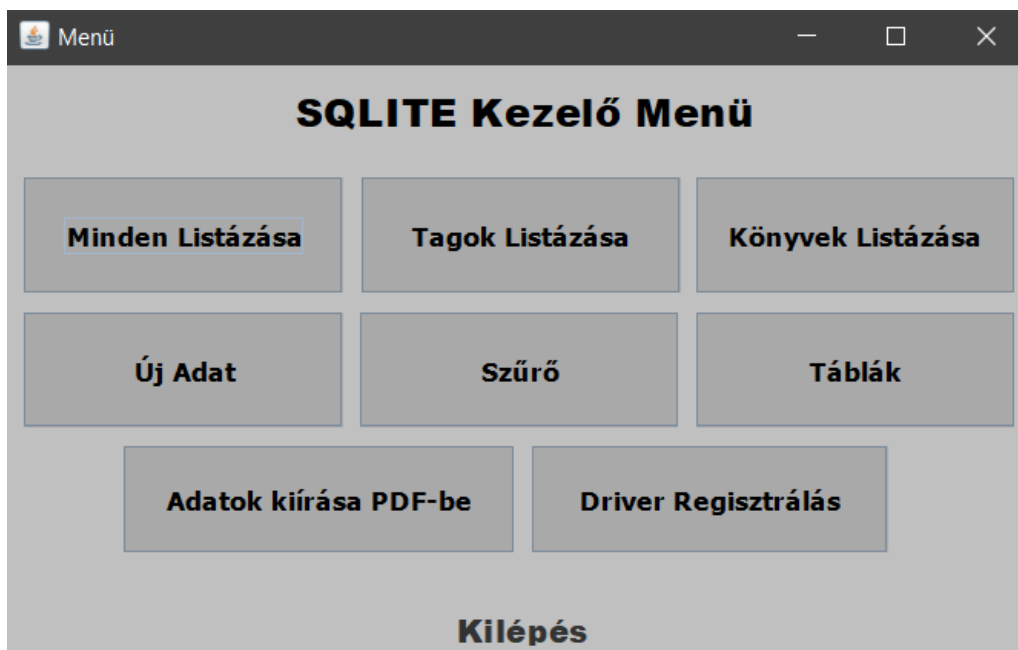 Menü
SQLITE Kezelő Menü
Minden Listázása
Tagok Listázása
Könyvek Listázása
Új Adat
Szűrő
Táblák
Adatok kiírása PDF-be
Driver Regisztrálás
Kilépés